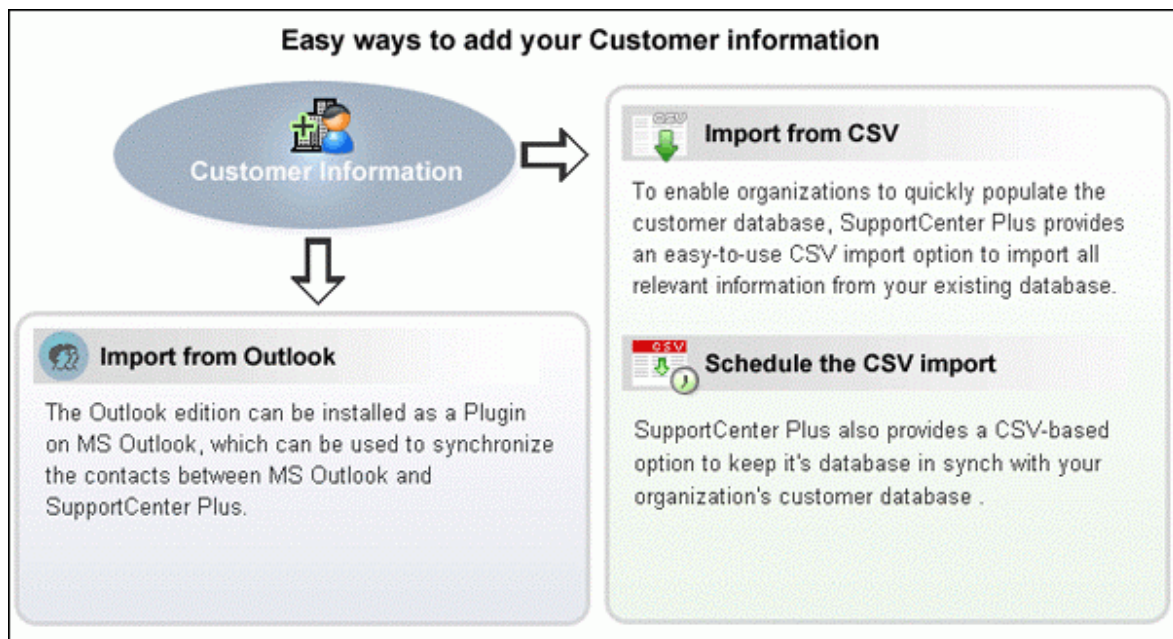 Easy ways to add your Customer information
Customer Information
Import from CSV
To enable organizations to quickly populate the
customer database, SupportCenter Plus provides
an easy-to-use CSV import option to import all
relevant information from your existing database.
Import from Outlook
The Outlook edition can be installed as a Plugin
on MS Outlook, which can be used to synchronize
the contacts between MS Outlook and
SupportCenter Plus.
CSV
CSV
Schedule the CSV import
SupportCenter Plus also provides a CSV-based
option to keep it's database in synch with your
organization's customer database .